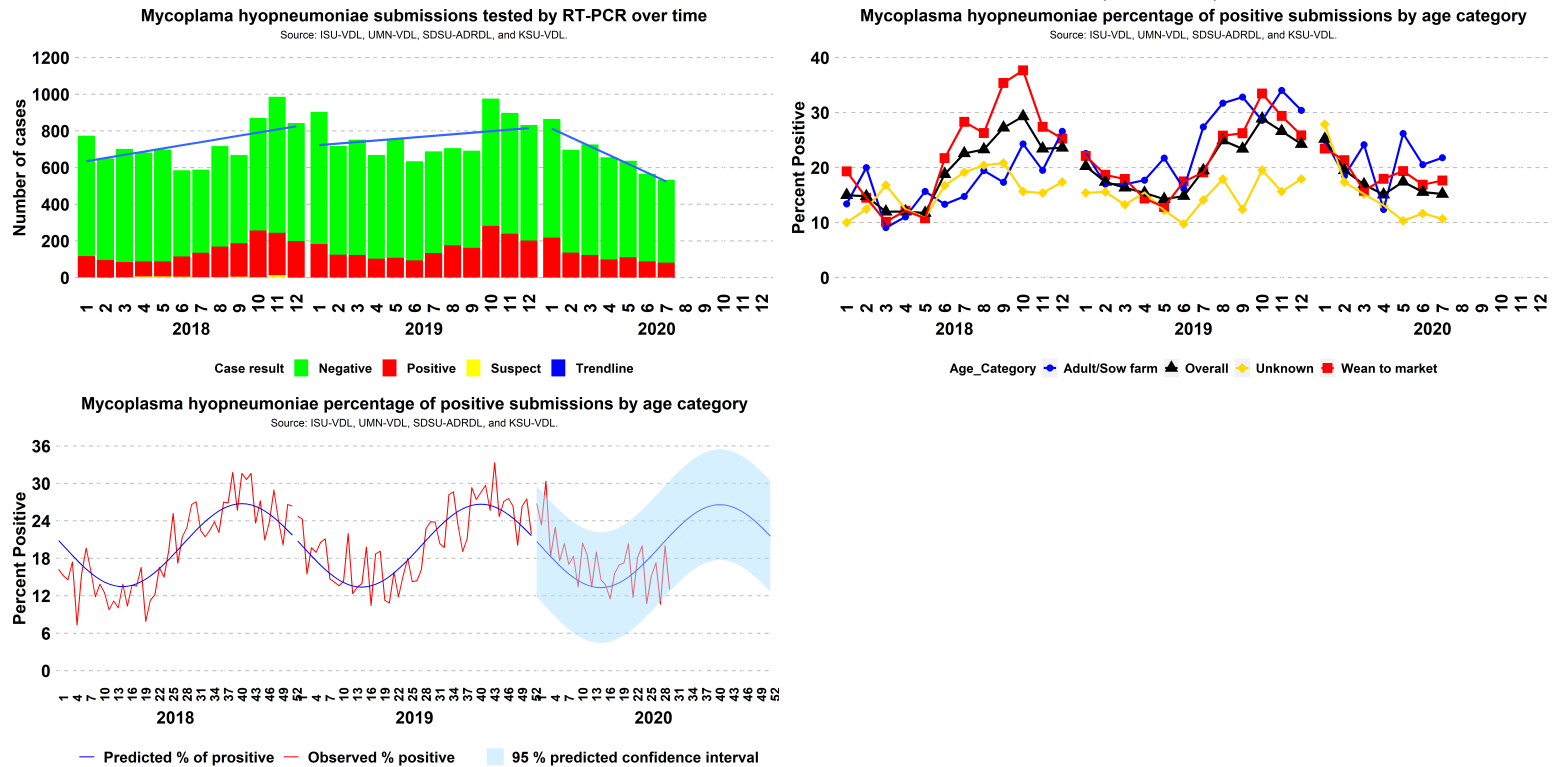 Mycoplama hyopneumoniae submissions tested by RT-PCR over time
Source: ISU-VDL, UMN-VDL, SDSU-ADRDL, and KSU-VDL.
Number of cases
1200
1000
800
600
400
200
0
1 2 3 4 5 6 7 8 9 10 11 12 1 2 3 4 5 6 7 8 9 10 11 12 1 2 3 4 5 6 7 8 9 10 11 12
2018 2019 2020
Case result Negative Positive Suspect Trendline
Mycoplasma hyopneumoniae percentage of positive submissions by age category
Source: ISU-VDL, UMN-VDL, SDSU-ADRDL, and KSU-VDL.
Percent Positive
40
30
20
10
0
1 2 3 4 5 6 7 8 9 10 11 12 1 2 3 4 5 6 7 8 9 10 11 12 1 2 3 4 5 6 7 8 9 10 11 12
2018 2019 2020
Age_Category Adult/Sow farm Overall Unknown Wean to market
Mycoplasma hyopneumoniae percentage of positive submissions by age category
Source: ISU-VDL, UMN-VDL, SDSU-ADRDL, and KSU-VDL.
Percent Positive
36
30
24
18
12
6
0
1 4 7 10 13 16 19 22 25 28 31 34 37 40 43 46 49 52 1 4 7 10 13 16 19 22 25 28 31 34 37 40 43 46 49 52 1 4 7 10 13 16 19 22 25 28 31 34 37 40 43 46 49 52
2018 2019 2020
Predicted % of prositive Observed % positive 95 % predicted confidence interval